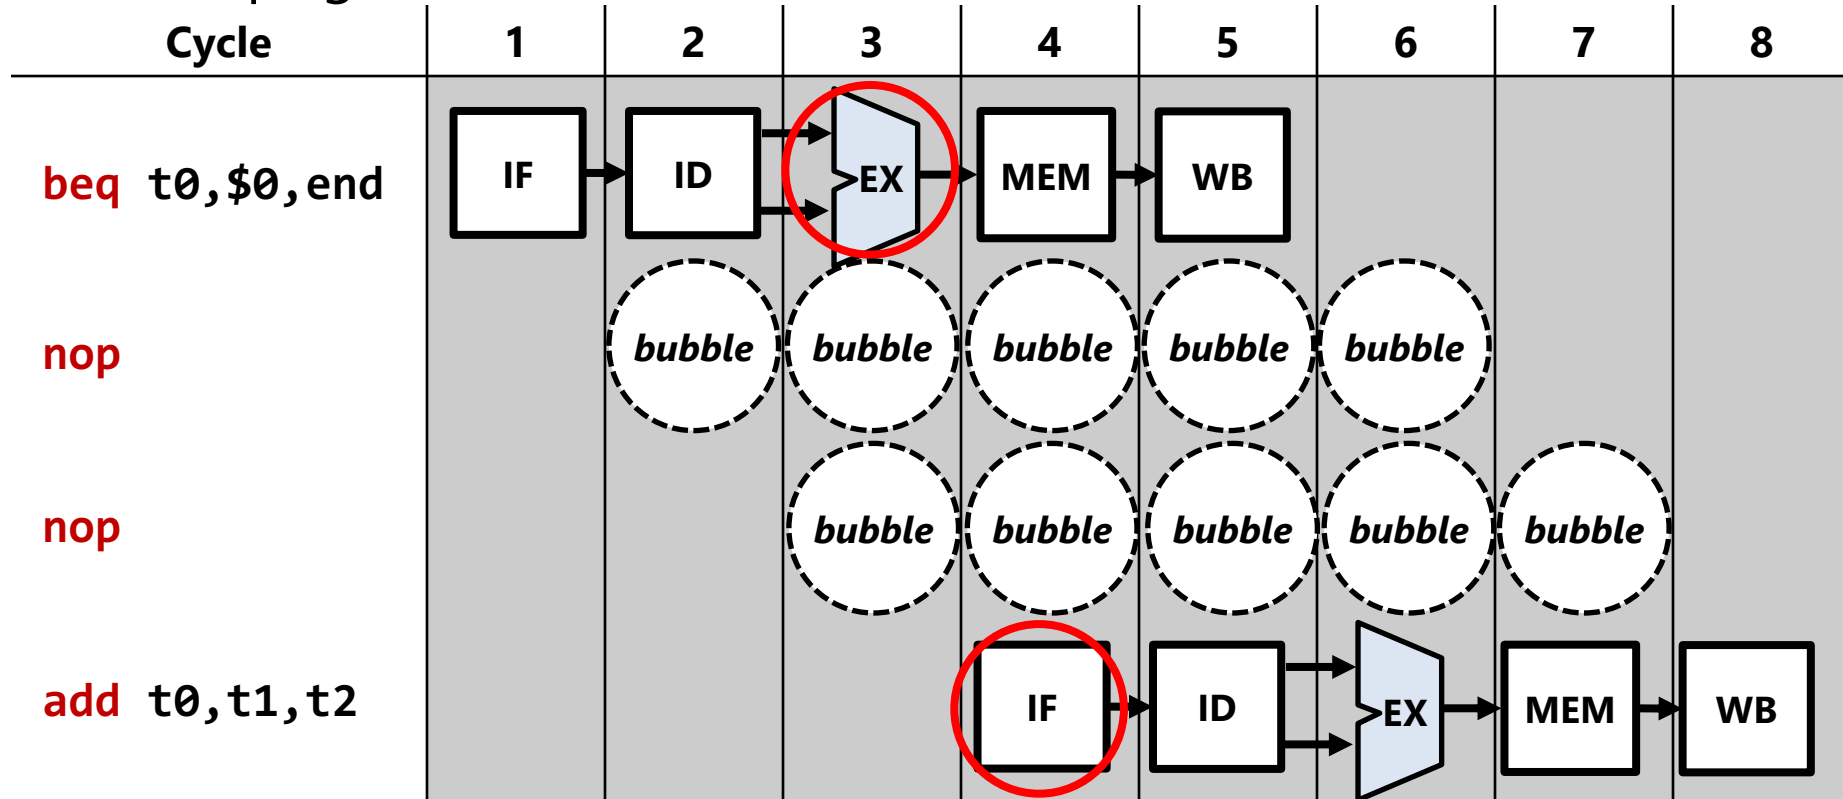 Cycle 1 2 3 4 5 6 7 8
beq t0,$0,end IF ID EX MEM WB
nop bubble bubble bubble bubble bubble
nop bubble bubble bubble bubble bubble
add t0,t1,t2 IF ID EX MEM WB